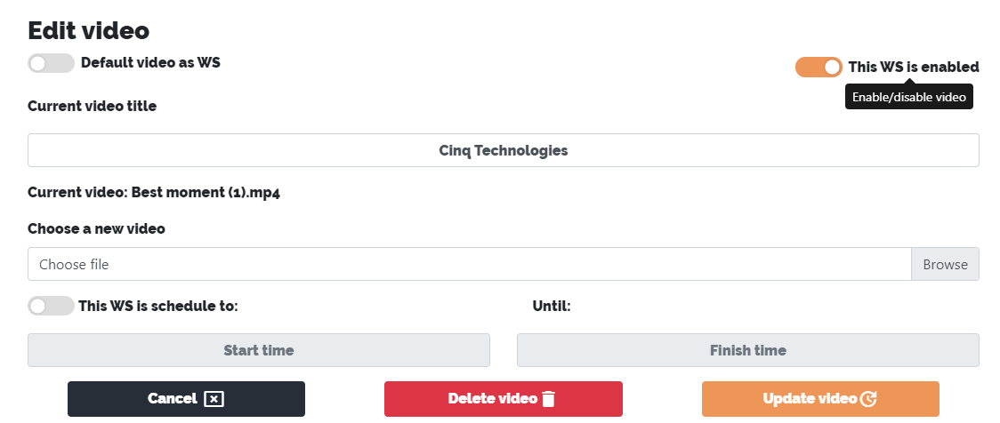 Edit video
Default video as WS
This WS is enabled
Enable/disable video
Current video title
Cinq Technologies
Current video: Best moment (1).mp4
Choose a new video
Choose file
Browse
This WS is schedule to:
Until:
Start time
Finish time
Cancel
Delete video
Update video